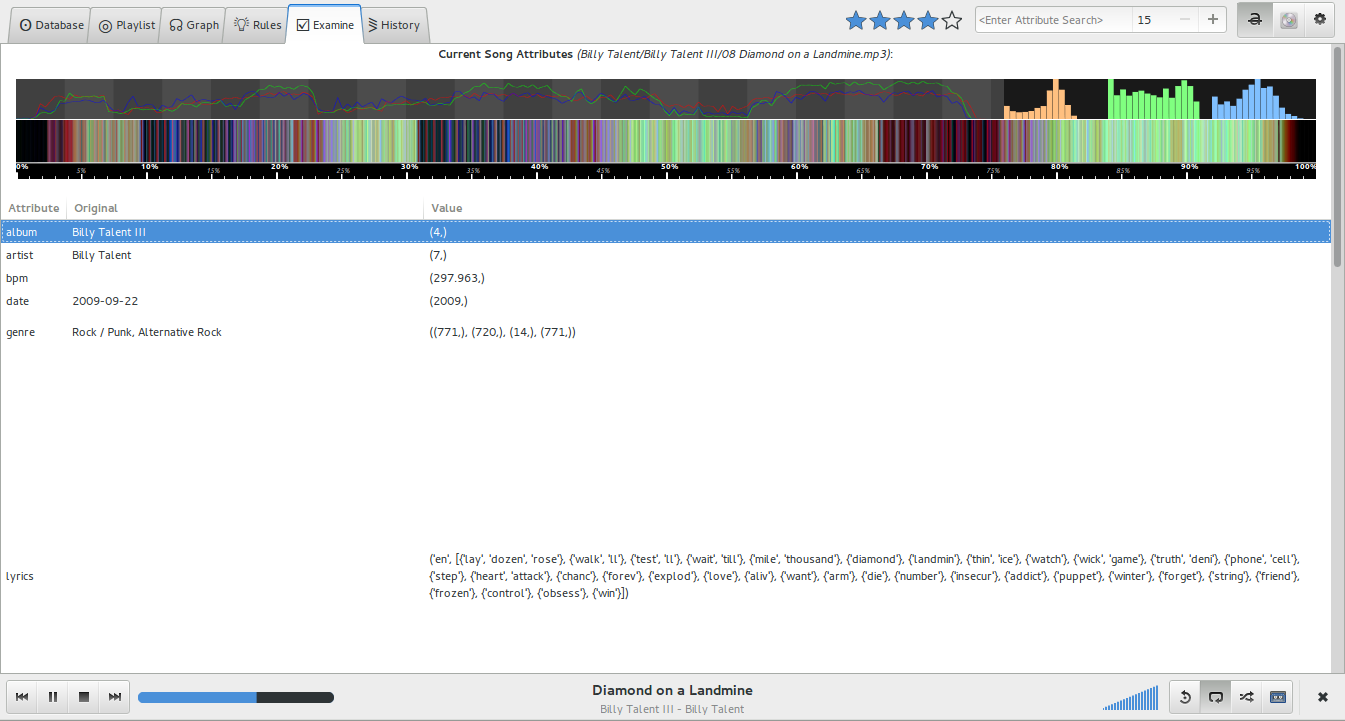 Database Playlist Graph Rules Examine History <Enter Attribute Search> 15
Current Song Attributes (Billy Talent/Billy Talent III/08 Diamond on a Landmine.mp3):
0% 10% 20% 30% 40% 50% 60% 70% 80% 90% 100%
5% 15% 25% 35% 45% 55% 65% 75% 85% 95%
Attribute Original Value
album Billy Talent III (4,)
artist Billy Talent (7,)
bpm (297.963,)
date 2009-09-22 (2009,)
genre Rock / Punk, Alternative Rock ((771,), (720,), (14,), (771,))
('en', [{'lay', 'dozen', 'rose'}, {'walk', 'll'}, {'test', 'll'}, {'wait', 'till'}, {'mile', 'thousand'}, {'diamond'}, {'landmin'}, {'thin', 'ice'}, {'watch'}, {'wick', 'game'}, {'truth', 'deni'}, {'phone', 'cell'},
lyrics {'step'}, {'heart', 'attack'}, {'chanc'}, {'forev'}, {'explod'}, {'love'}, {'aliv'}, {'want'}, {'arm'}, {'die'}, {'number'}, {'insecur'}, {'addict'}, {'puppet'}, {'winter'}, {'forget'}, {'string'}, {'friend'},
{'frozen'}, {'control'}, {'obsess'}, {'win'}])
Diamond on a Landmine
Billy Talent III - Billy Talent